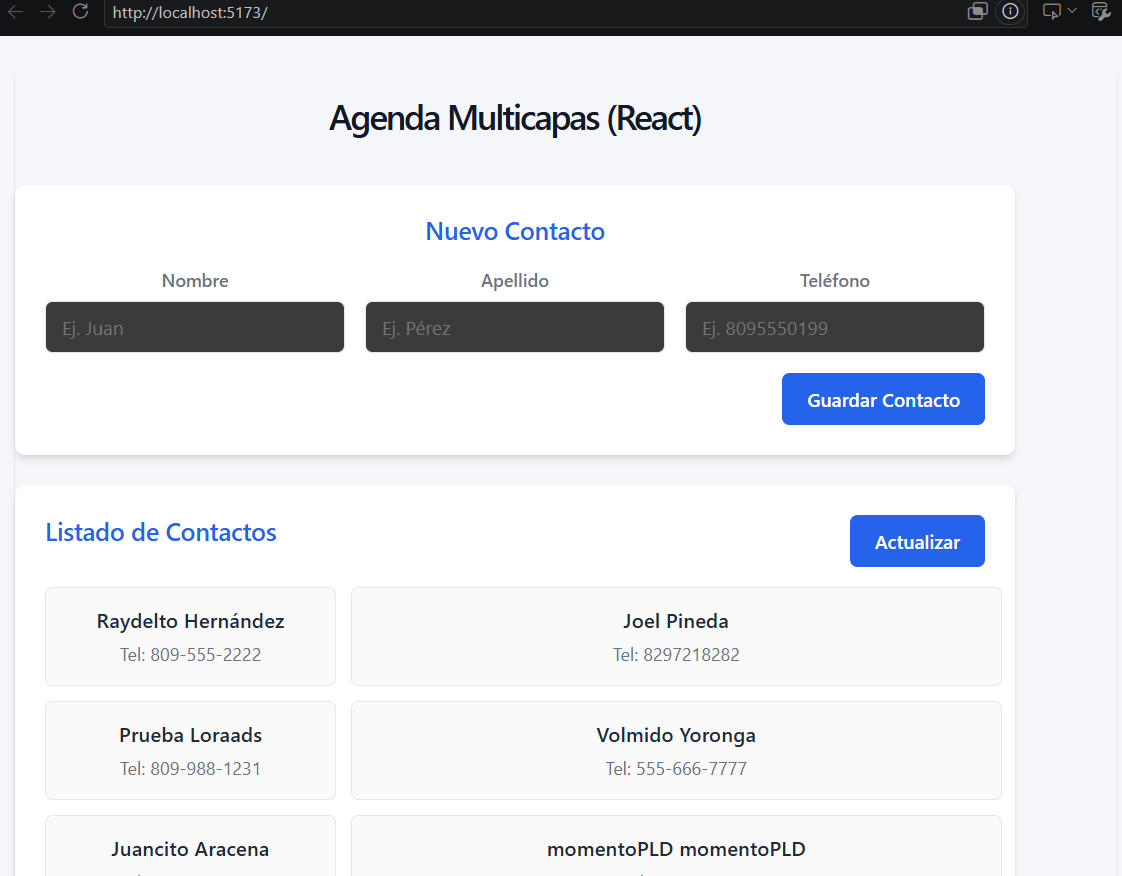 http://localhost:5173/
Agenda Multicapas (React)
Nuevo Contacto
Nombre Apellido Teléfono
Ej. Juan Ej. Pérez Ej. 8095550199
Guardar Contacto
Listado de Contactos
Actualizar
Raydelto Hernández
Tel: 809-555-2222
Joel Pineda
Tel: 8297218282
Prueba Loraads
Tel: 809-988-1231
Volmido Yoronga
Tel: 555-666-7777
Juancito Aracena
momentoPLD momentoPLD